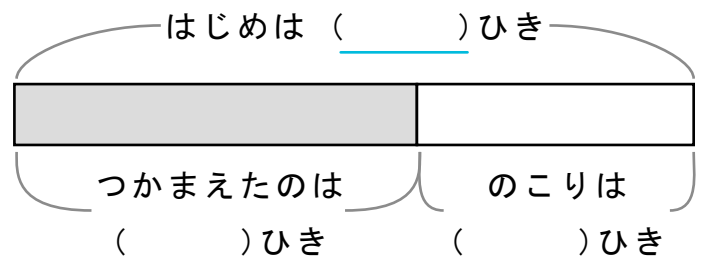 はじめは（　　　）ひき
つかまえたのは　のこりは
（　　　）ひき　（　　　）ひき